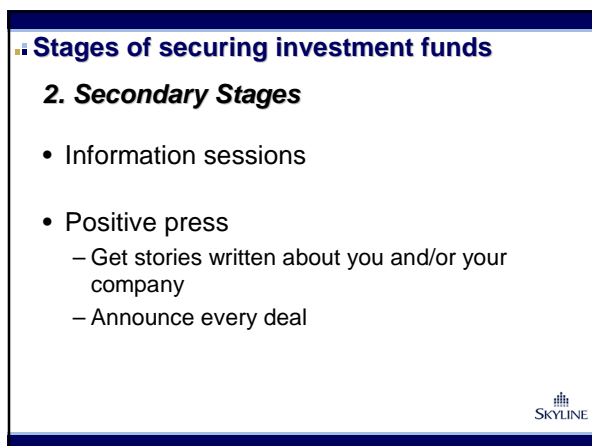 Stages of securing investment funds
2. Secondary Stages
• Information sessions
• Positive press
– Get stories written about you and/or your
company
– Announce every deal
SKYLINE